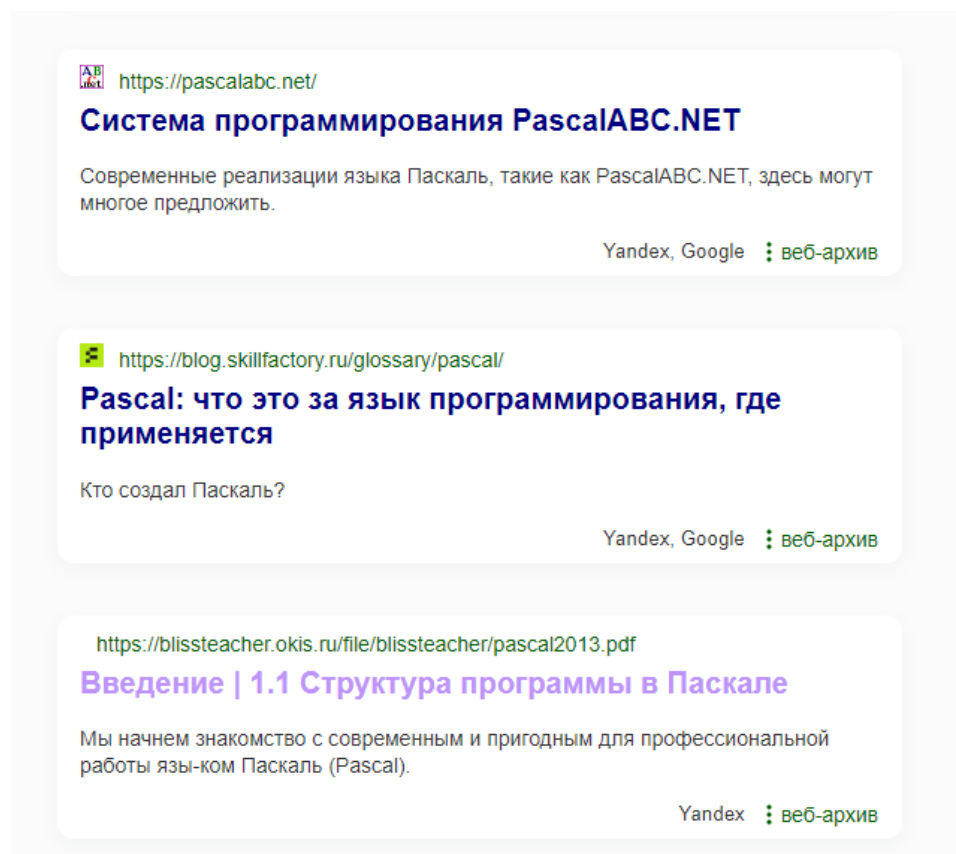 https://pascalabc.net/
Система программирования PascalABC.NET
Современные реализации языка Паскаль, такие как PascalABC.NET, здесь могут
многое предложить.
Yandex, Google веб-архив
https://blog.skillfactory.ru/glossary/pascal/
Pascal: что это за язык программирования, где
применяется
Кто создал Паскаль?
Yandex, Google веб-архив
https://blissteacher.okis.ru/file/blissteacher/pascal2013.pdf
Введение | 1.1 Структура программы в Паскале
Мы начнем знакомство с современным и пригодным для профессиональной
работы язы-ком Паскаль (Pascal).
Yandex веб-архив